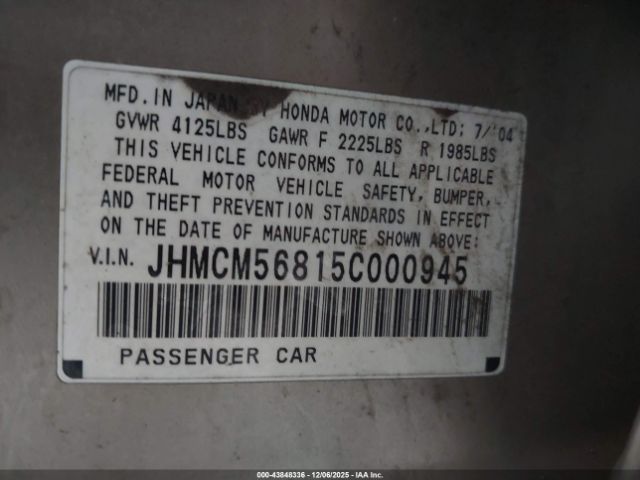 MFD. IN JAPAN BY HONDA MOTOR CO., LTD; 7/'04
GVWR 4125LBS GAWR F 2225LBS R 1985LBS
THIS VEHICLE CONFORMS TO ALL APPLICABLE
FEDERAL MOTOR VEHICLE SAFETY, BUMPER,
AND THEFT PREVENTION STANDARDS IN EFFECT
ON THE DATE OF MANUFACTURE SHOWN ABOVE:
V.I.N. JHMCM56815C000945
PASSENGER CAR
000-43848336 - 12/06/2025 - IAA Inc.